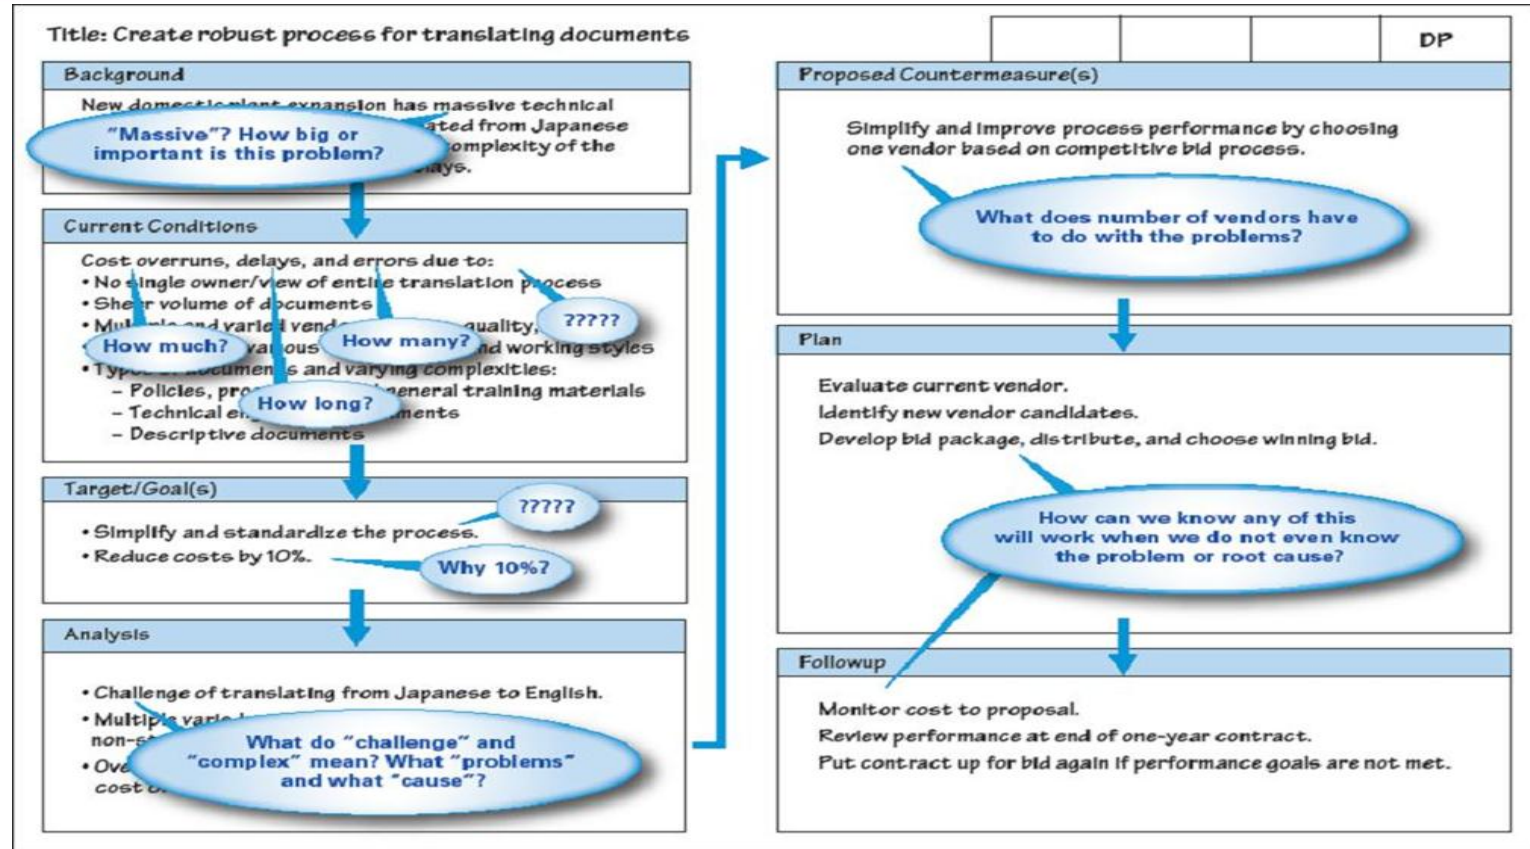 Title: Create robust process for translating documents
DP
Background
New domestic plant expansion has massive technical
ated from Japanese
complexity of the
"Massive"? How big or
important is this problem?
Current Conditions
Cost overruns, delays, and errors due to:
• No single owner/view of entire translation process
• Sheer volume of documents
• Multiple and varied quality,
various and working styles
• Types of documents and varying complexities:
– Policies, general training materials
– Technical
– Descriptive documents
How much?
How many?
?????
How long?
Target/Goal(s)
• Simplify and standardize the process.
• Reduce costs by 10%.
?????
Why 10%?
Analysis
• Challenge of translating from Japanese to English.
• Multiple
cost
What do "challenge" and
"complex" mean? What "problems"
and what "cause"?
Proposed Countermeasure(s)
Simplify and improve process performance by choosing
one vendor based on competitive bid process.
What does number of vendors have
to do with the problems?
Plan
Evaluate current vendor.
Identify new vendor candidates.
Develop bid package, distribute, and choose winning bid.
How can we know any of this
will work when we do not even know
the problem or root cause?
Followup
Monitor cost to proposal.
Review performance at end of one-year contract.
Put contract up for bid again if performance goals are not met.